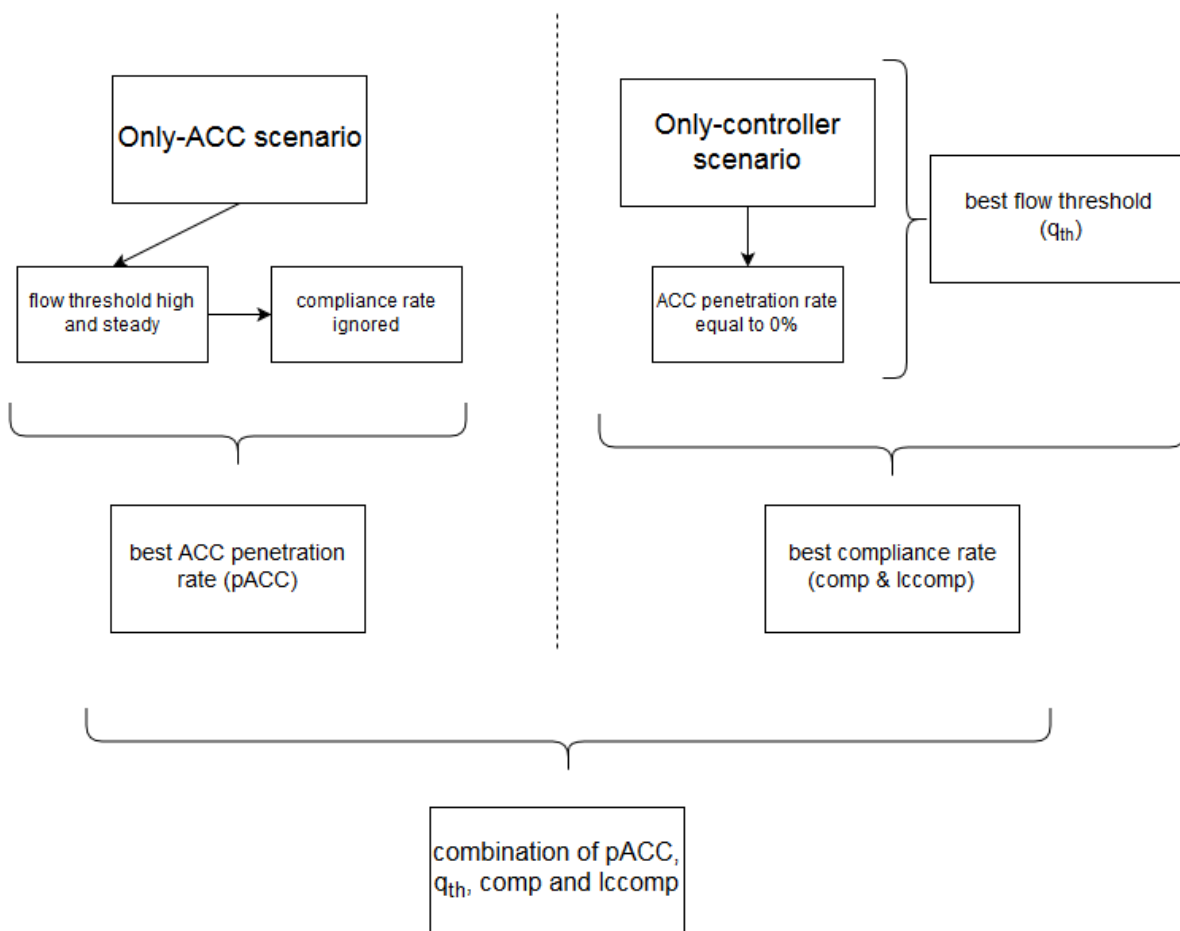 Only-ACC scenario
flow threshold high
and steady
compliance rate
ignored
best ACC penetration
rate (pACC)
Only-controller
scenario
ACC penetration rate
equal to 0%
best flow threshold
(qth)
best compliance rate
(comp & lccomp)
combination of pACC,
qth, comp and lccomp